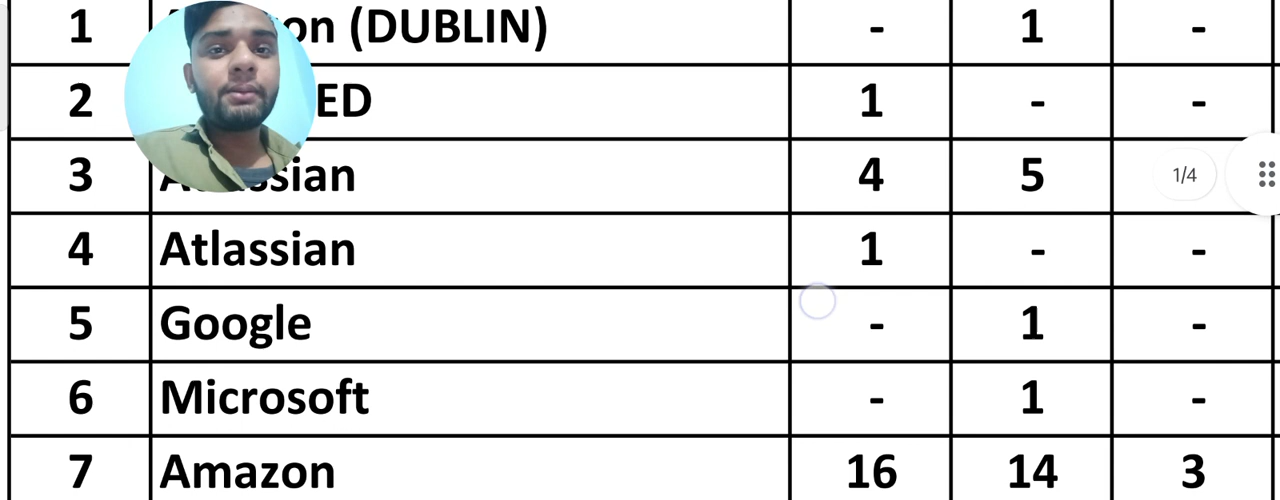 1 on (DUBLIN) - 1 -
2 ED 1 - -
3 A ssian 4 5
1/4
4 Atlassian 1 - -
5 Google - 1 -
6 Microsoft - 1 -
7 Amazon 16 14 3